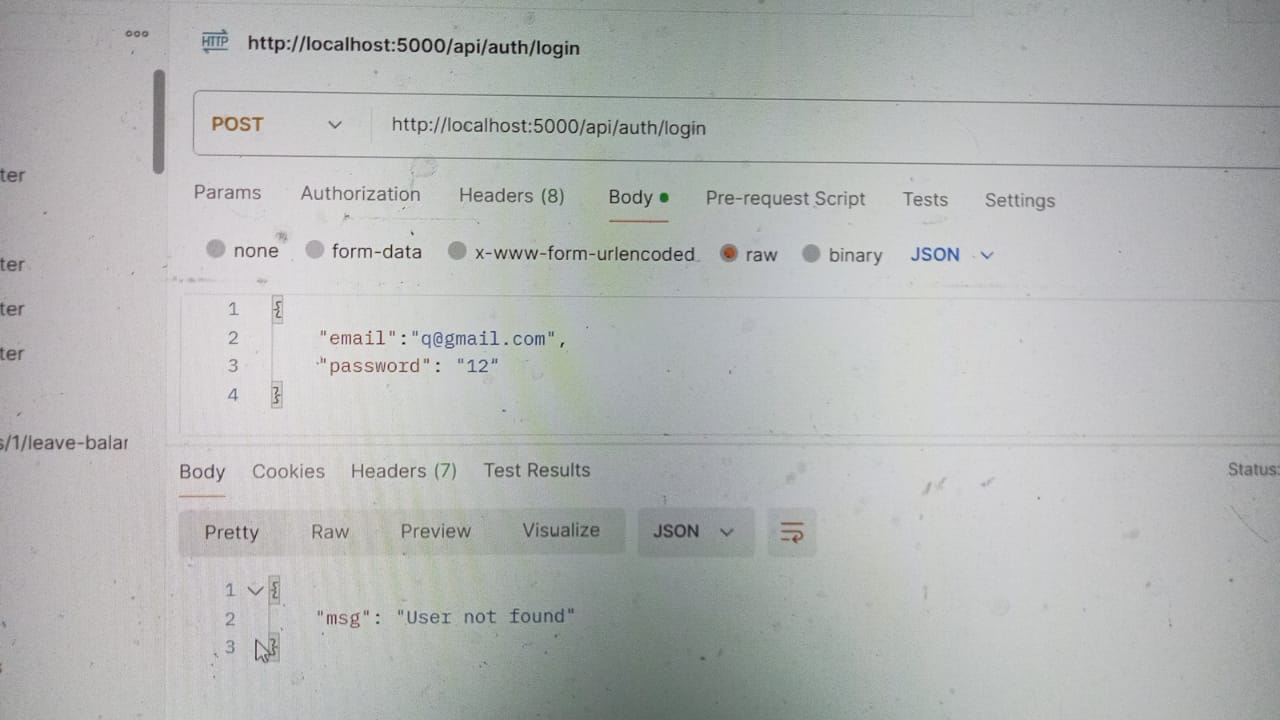 HTTP http://localhost:5000/api/auth/login
POST http://localhost:5000/api/auth/login
ter
Params Authorization Headers (8) Body Pre-request Script Tests Settings
none form-data x-www-form-urlencoded raw binary JSON
ter
1 {
ter
2 "email":"q@gmail.com",
ter
3 "password": "12"
4 }
s/1/leave-balar
Body Cookies Headers (7) Test Results Status:
Pretty Raw Preview Visualize JSON
1 {
2 "msg": "User not found"
3 }